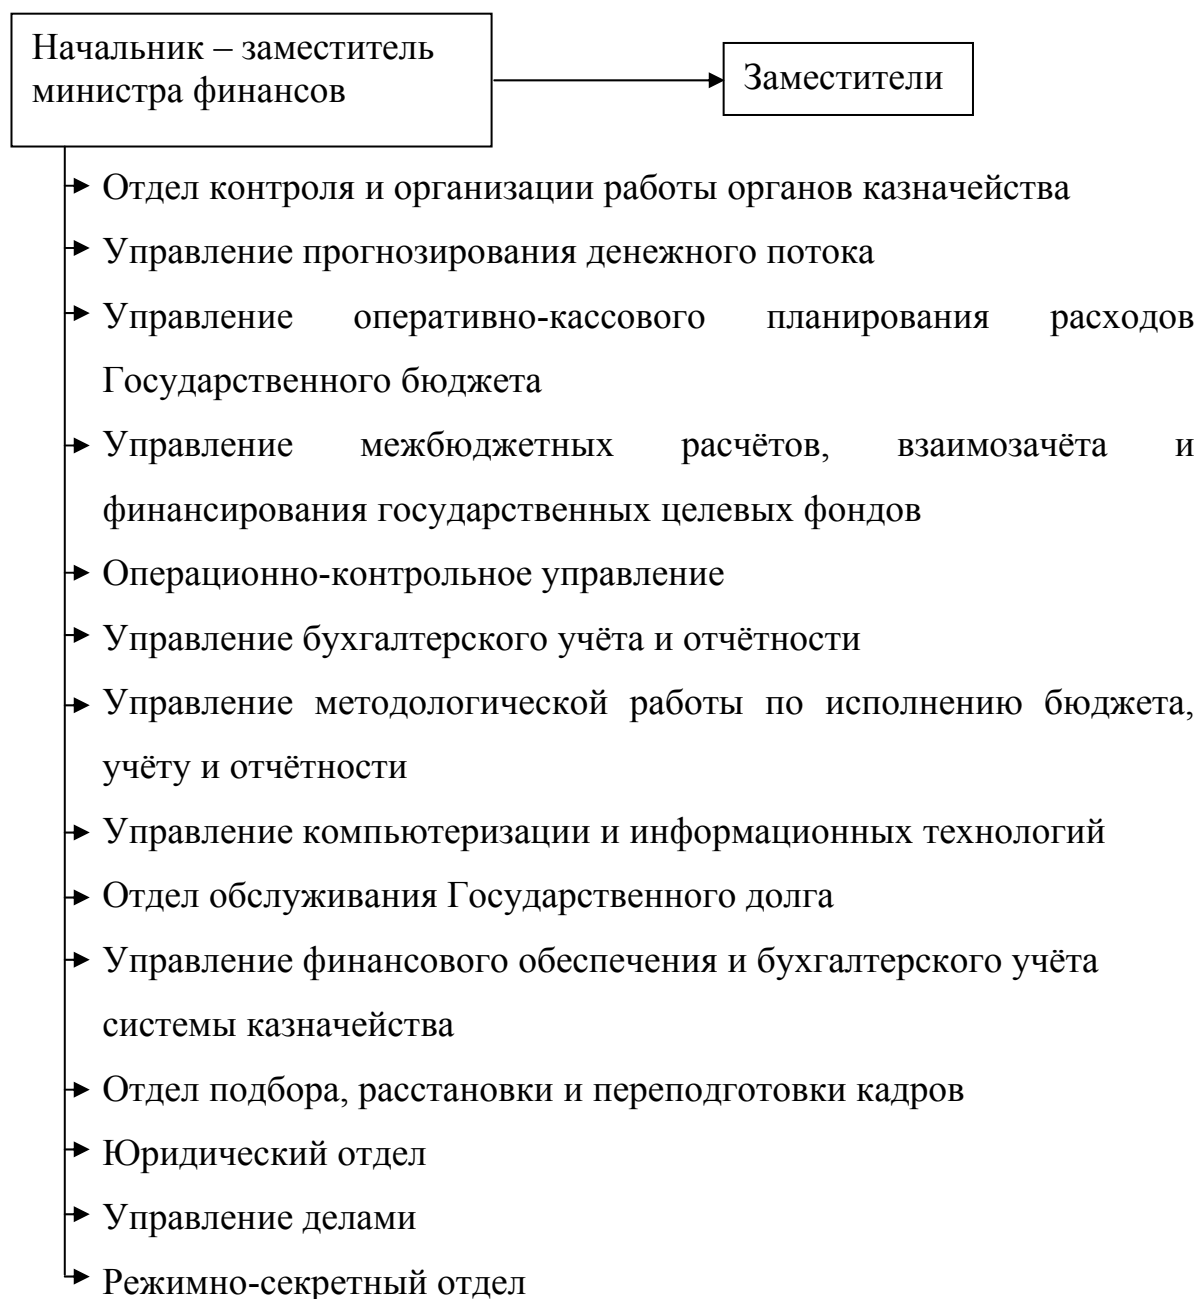 Начальник – заместитель
министра финансов
Заместители
Отдел контроля и организации работы органов казначейства
Управление прогнозирования денежного потока
Управление оперативно-кассового планирования расходов
Государственного бюджета
Управление межбюджетных расчётов, взаимозачёта и
финансирования государственных целевых фондов
Операционно-контрольное управление
Управление бухгалтерского учёта и отчётности
Управление методологической работы по исполнению бюджета,
учёту и отчётности
Управление компьютеризации и информационных технологий
Отдел обслуживания Государственного долга
Управление финансового обеспечения и бухгалтерского учёта
системы казначейства
Отдел подбора, расстановки и переподготовки кадров
Юридический отдел
Управление делами
Режимно-секретный отдел